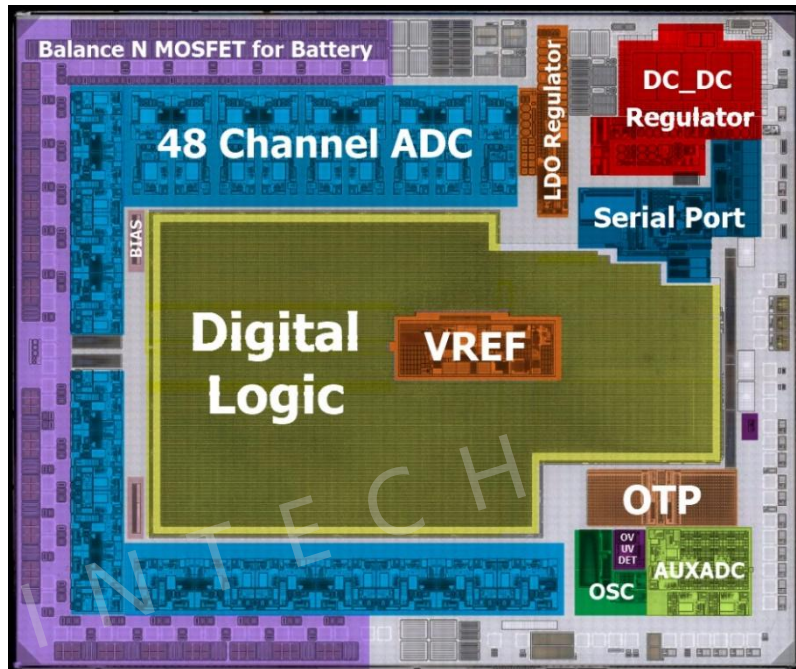 Balance N MOSFET for Battery
48 Channel ADC
LDO Regulator
DC_DC
Regulator
Serial Port
BIAS
Digital
Logic
VREF
OTP
OV
UV
DET
OSC
AUXADC
INTECH